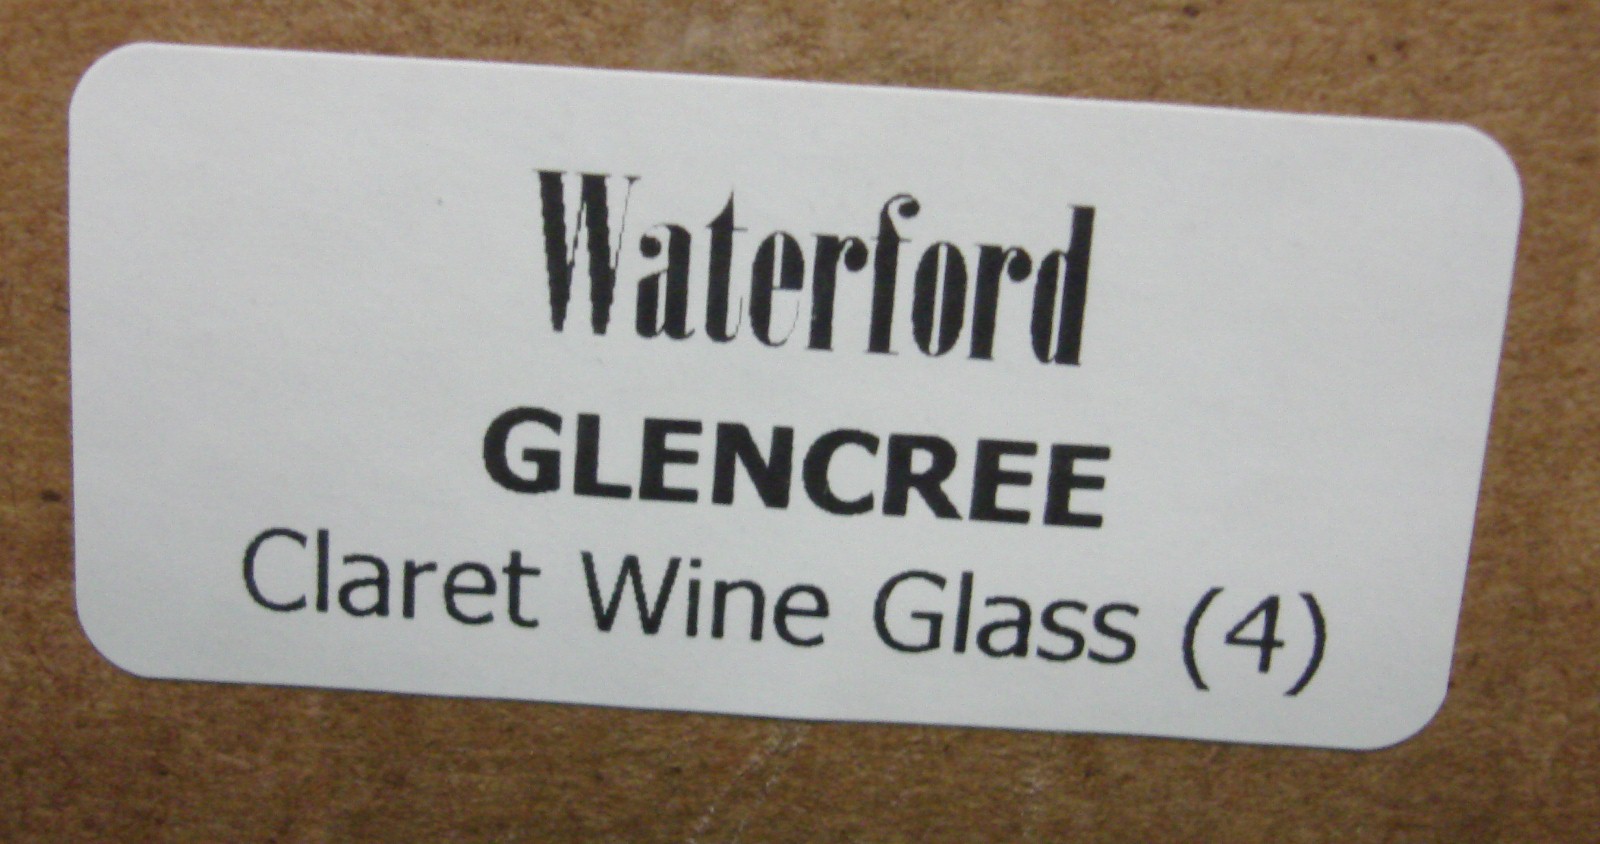 Waterford
GLENCREE
Claret Wine Glass (4)